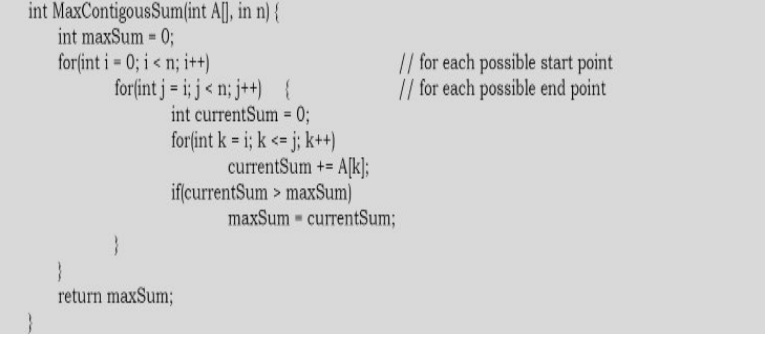 int MaxContigousSum(int A[], in n) {
int maxSum = 0;
for(int i = 0; i < n; i++) // for each possible start point
for(int j = i; j < n; j++) { // for each possible end point
int currentSum = 0;
for(int k = i; k <= j; k++)
currentSum += A[k];
if(currentSum > maxSum)
maxSum = currentSum;
}
}
return maxSum;
}